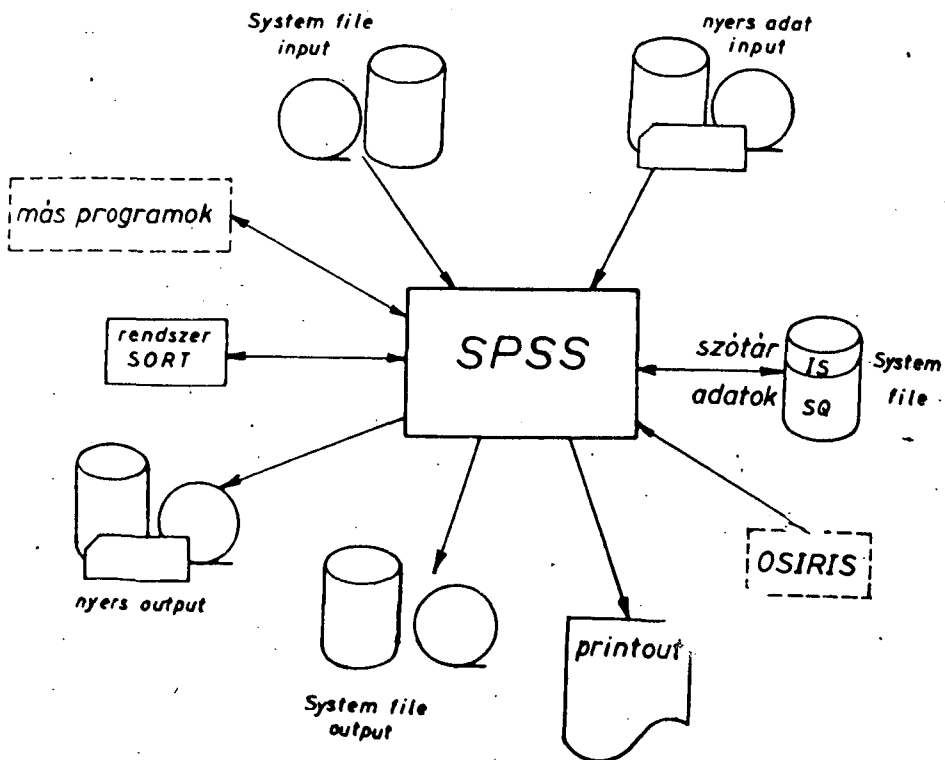 System file
input
nyers adat
input
más programok
rendszer
SORT
SPSS
szótár
adatok
IS
SQ
System
file
nyers output
OSIRIS
printout
System file
output